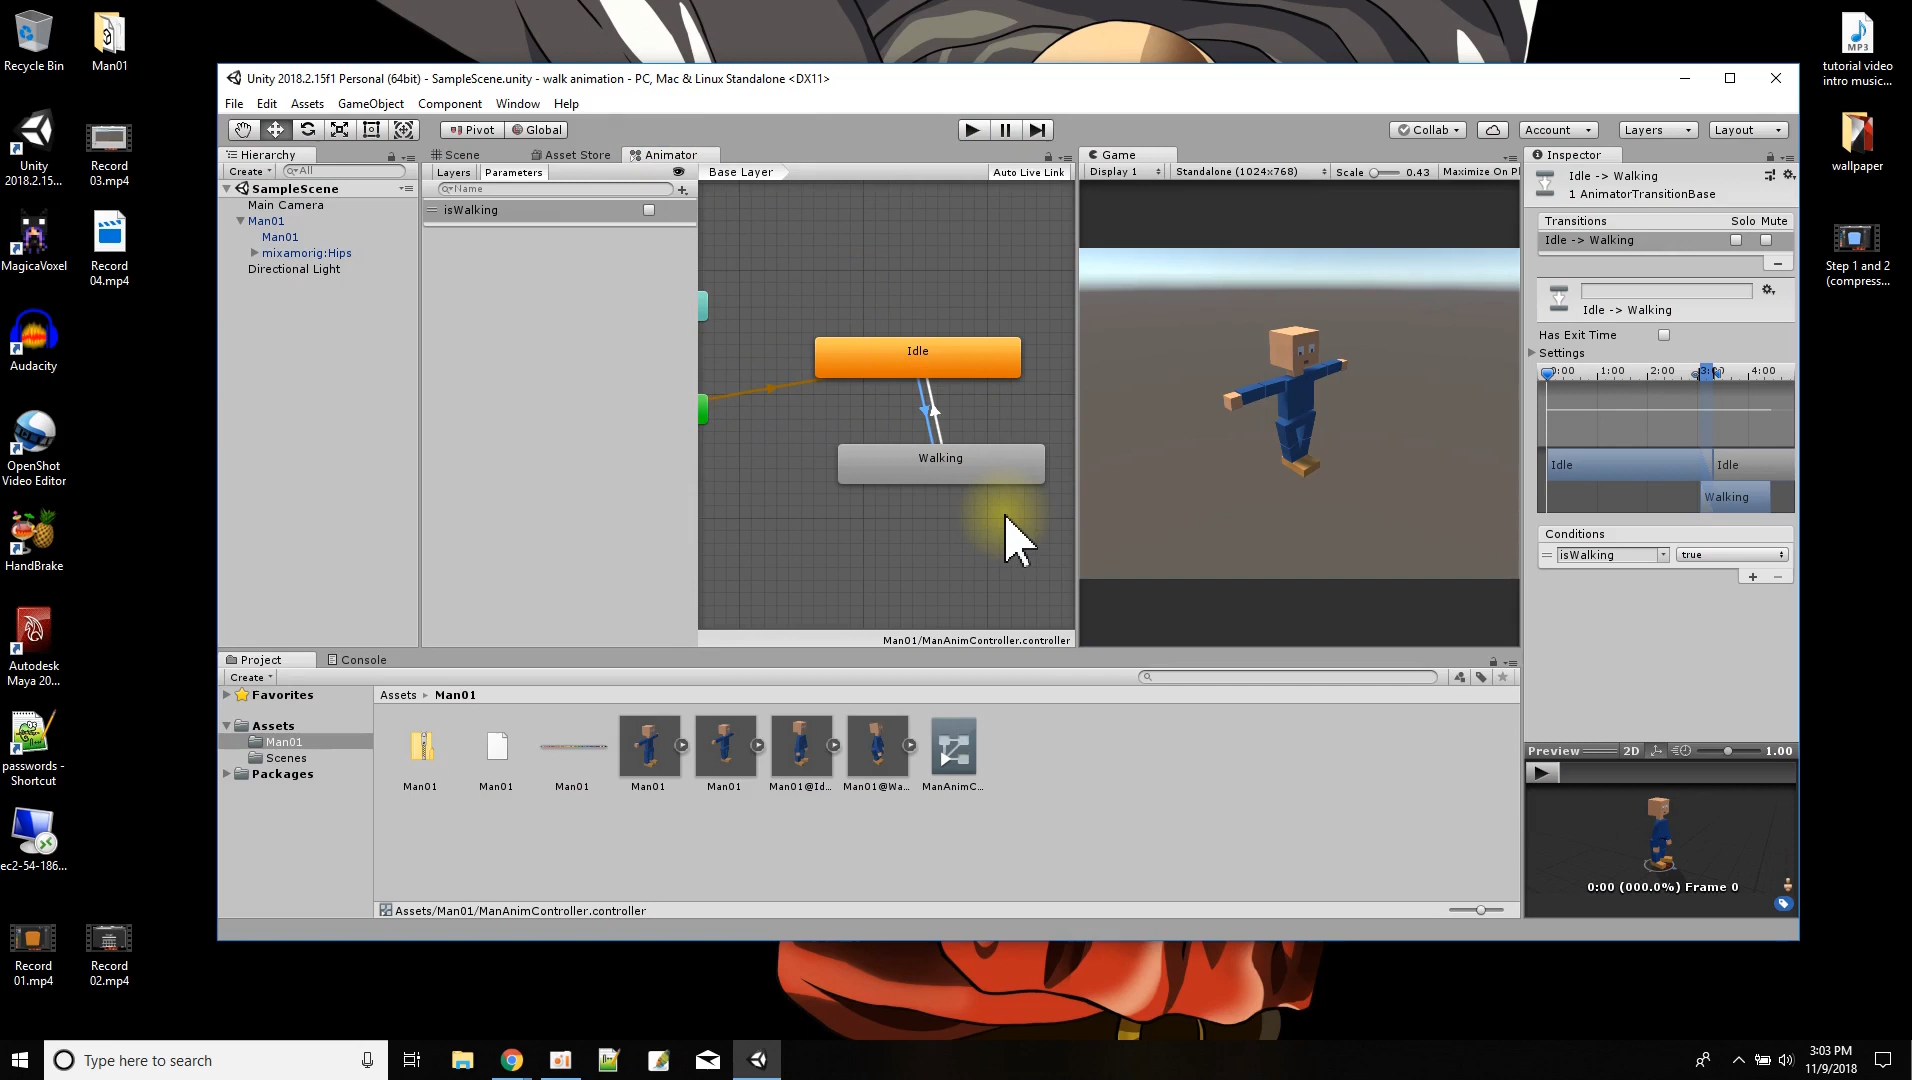 Recycle Bin
Man01
Unity 2018.2.15...
Record 03.mp4
MagicaVoxel
Record 04.mp4
Audacity
OpenShot Video Editor
HandBrake
Autodesk Maya 20...
passwords - Shortcut
ec2-54-186...
Record 01.mp4
Record 02.mp4
Unity 2018.2.15f1 Personal (64bit) - SampleScene.unity - walk animation - PC, Mac & Linux Standalone <DX11>
File Edit Assets GameObject Component Window Help
Pivot Global Collab Account Layers Layout
Hierarchy
Create All
SampleScene
Main Camera
Man01
Man01
mixamorig:Hips
Directional Light
Scene Asset Store Animator
Layers Parameters Base Layer Auto Live Link
Name
isWalking
Idle
Walking
Man01/ManAnimController.controller
Game
Display 1 Standalone (1024x768) Scale 0.43 Maximize On Pl
Inspector
Idle -> Walking
1 AnimatorTransitionBase
Transitions Solo Mute
Idle -> Walking
Idle -> Walking
Has Exit Time
Settings
0:00 1:00 2:00 3:0 4:00
Idle Idle
Walking
Conditions
isWalking true
Preview 2D 1.00
0:00 (000.0%) Frame 0
Project Console
Create
Favorites
Assets
Man01
Scenes
Packages
Assets Man01
Man01 Man01 Man01 Man01 Man01 Man01@Id... Man01@Wa... ManAnimC...
Assets/Man01/ManAnimController.controller
MP3
tutorial video intro music...
wallpaper
Step 1 and 2 (compress...
Type here to search
3:03 PM
11/9/2018